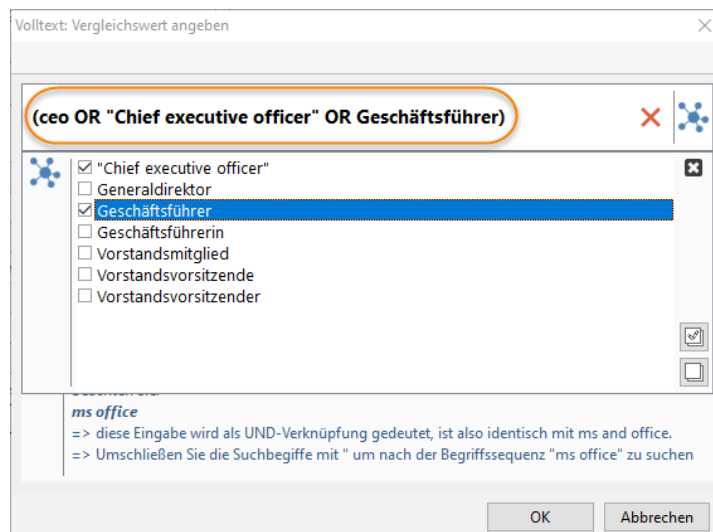 Volltext: Vergleichswert angeben
(ceo OR "Chief executive officer" OR Geschäftsführer)
"Chief executive officer"
Generaldirektor
Geschäftsführer
Geschäftsführerin
Vorstandsmitglied
Vorstandsvorsitzende
Vorstandsvorsitzender
ms office
=> diese Eingabe wird als UND-Verknüpfung gedeutet, ist also identisch mit ms and office.
=> Umschließen Sie die Suchbegiffe mit " um nach der Begriffssequenz "ms office" zu suchen
OK Abbrechen